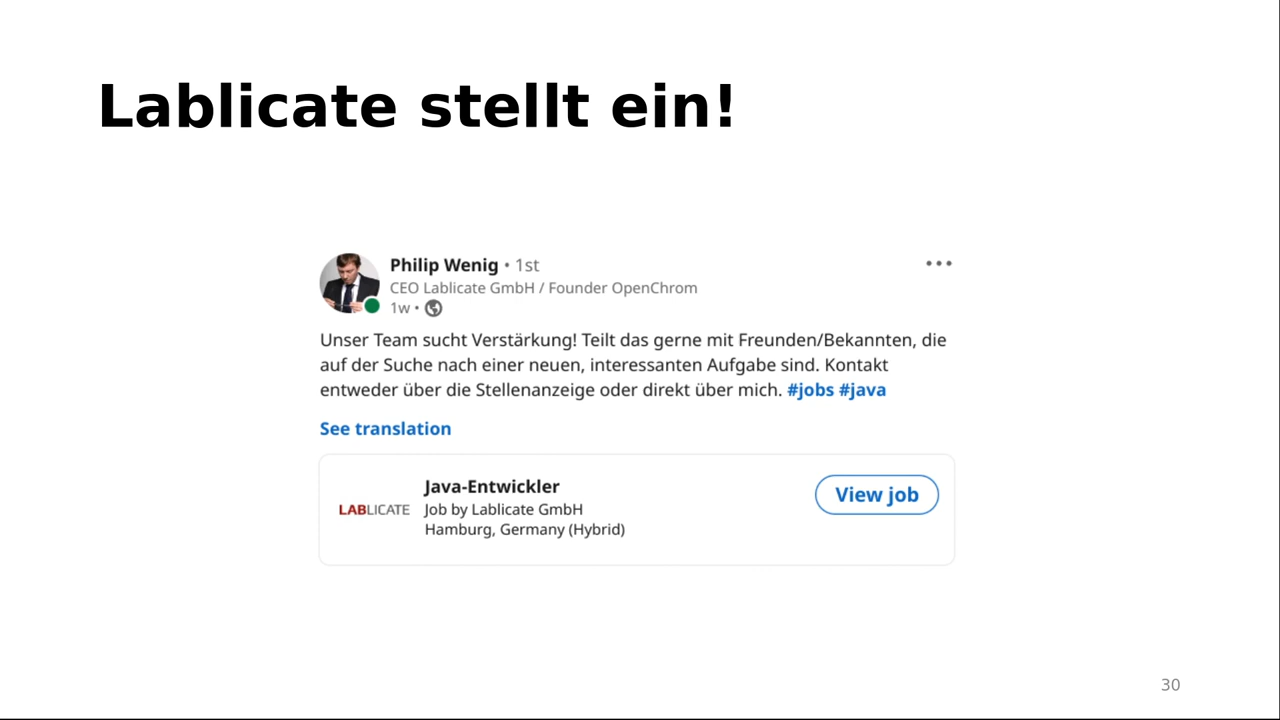 Lablicate stellt ein!
Philip Wenig • 1st
CEO Lablicate GmbH / Founder OpenChrom
1w •
Unser Team sucht Verstärkung! Teilt das gerne mit Freunden/Bekannten, die
auf der Suche nach einer neuen, interessanten Aufgabe sind. Kontakt
entweder über die Stellenanzeige oder direkt über mich. #jobs #java
See translation
Java-Entwickler
View job
LABLICATE
Job by Lablicate GmbH
Hamburg, Germany (Hybrid)
30